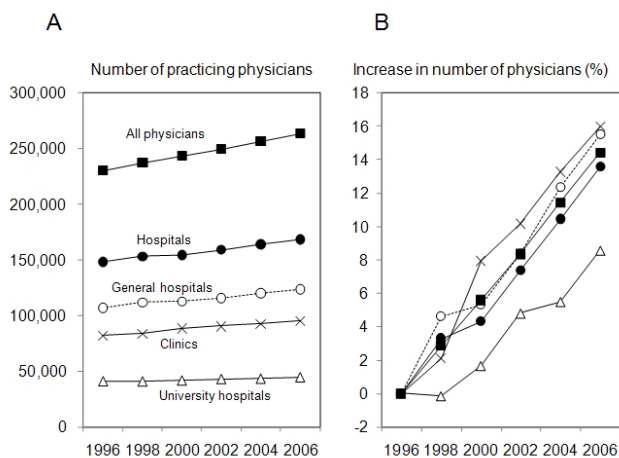 A
B
Number of practicing physicians
Increase in number of physicians (%)
300,000
250,000
200,000
150,000
100,000
50,000
0
All physicians
Hospitals
General hospitals
Clinics
University hospitals
1996 1998 2000 2002 2004 2006
18
16
14
12
10
8
6
4
2
0
-2
1996 1998 2000 2002 2004 2006